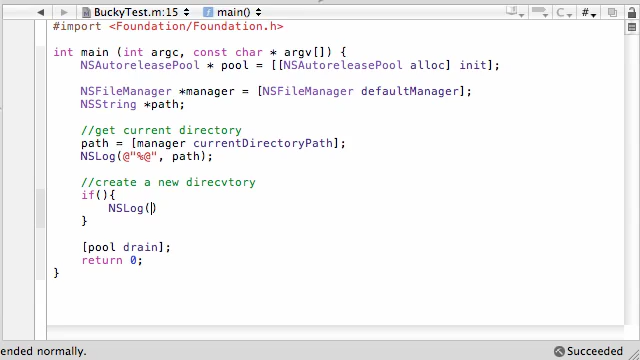 BuckyTest.m:15 main()
#import <Foundation/Foundation.h>
int main (int argc, const char * argv[]) {
NSAutoreleasePool * pool = [[NSAutoreleasePool alloc] init];
NSFileManager *manager = [NSFileManager defaultManager];
NSString *path;
//get current directory
path = [manager currentDirectoryPath];
NSLog(@"%@", path);
//create a new direcvtory
if(){
NSLog()
}
[pool drain];
return 0;
}
ended normally. Succeeded